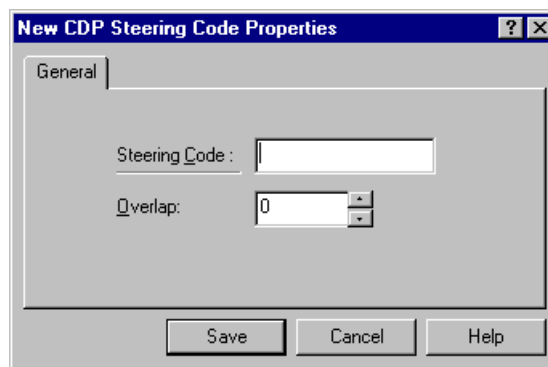 New CDP Steering Code Properties
General
Steering Code :
Overlap: 0
Save Cancel Help